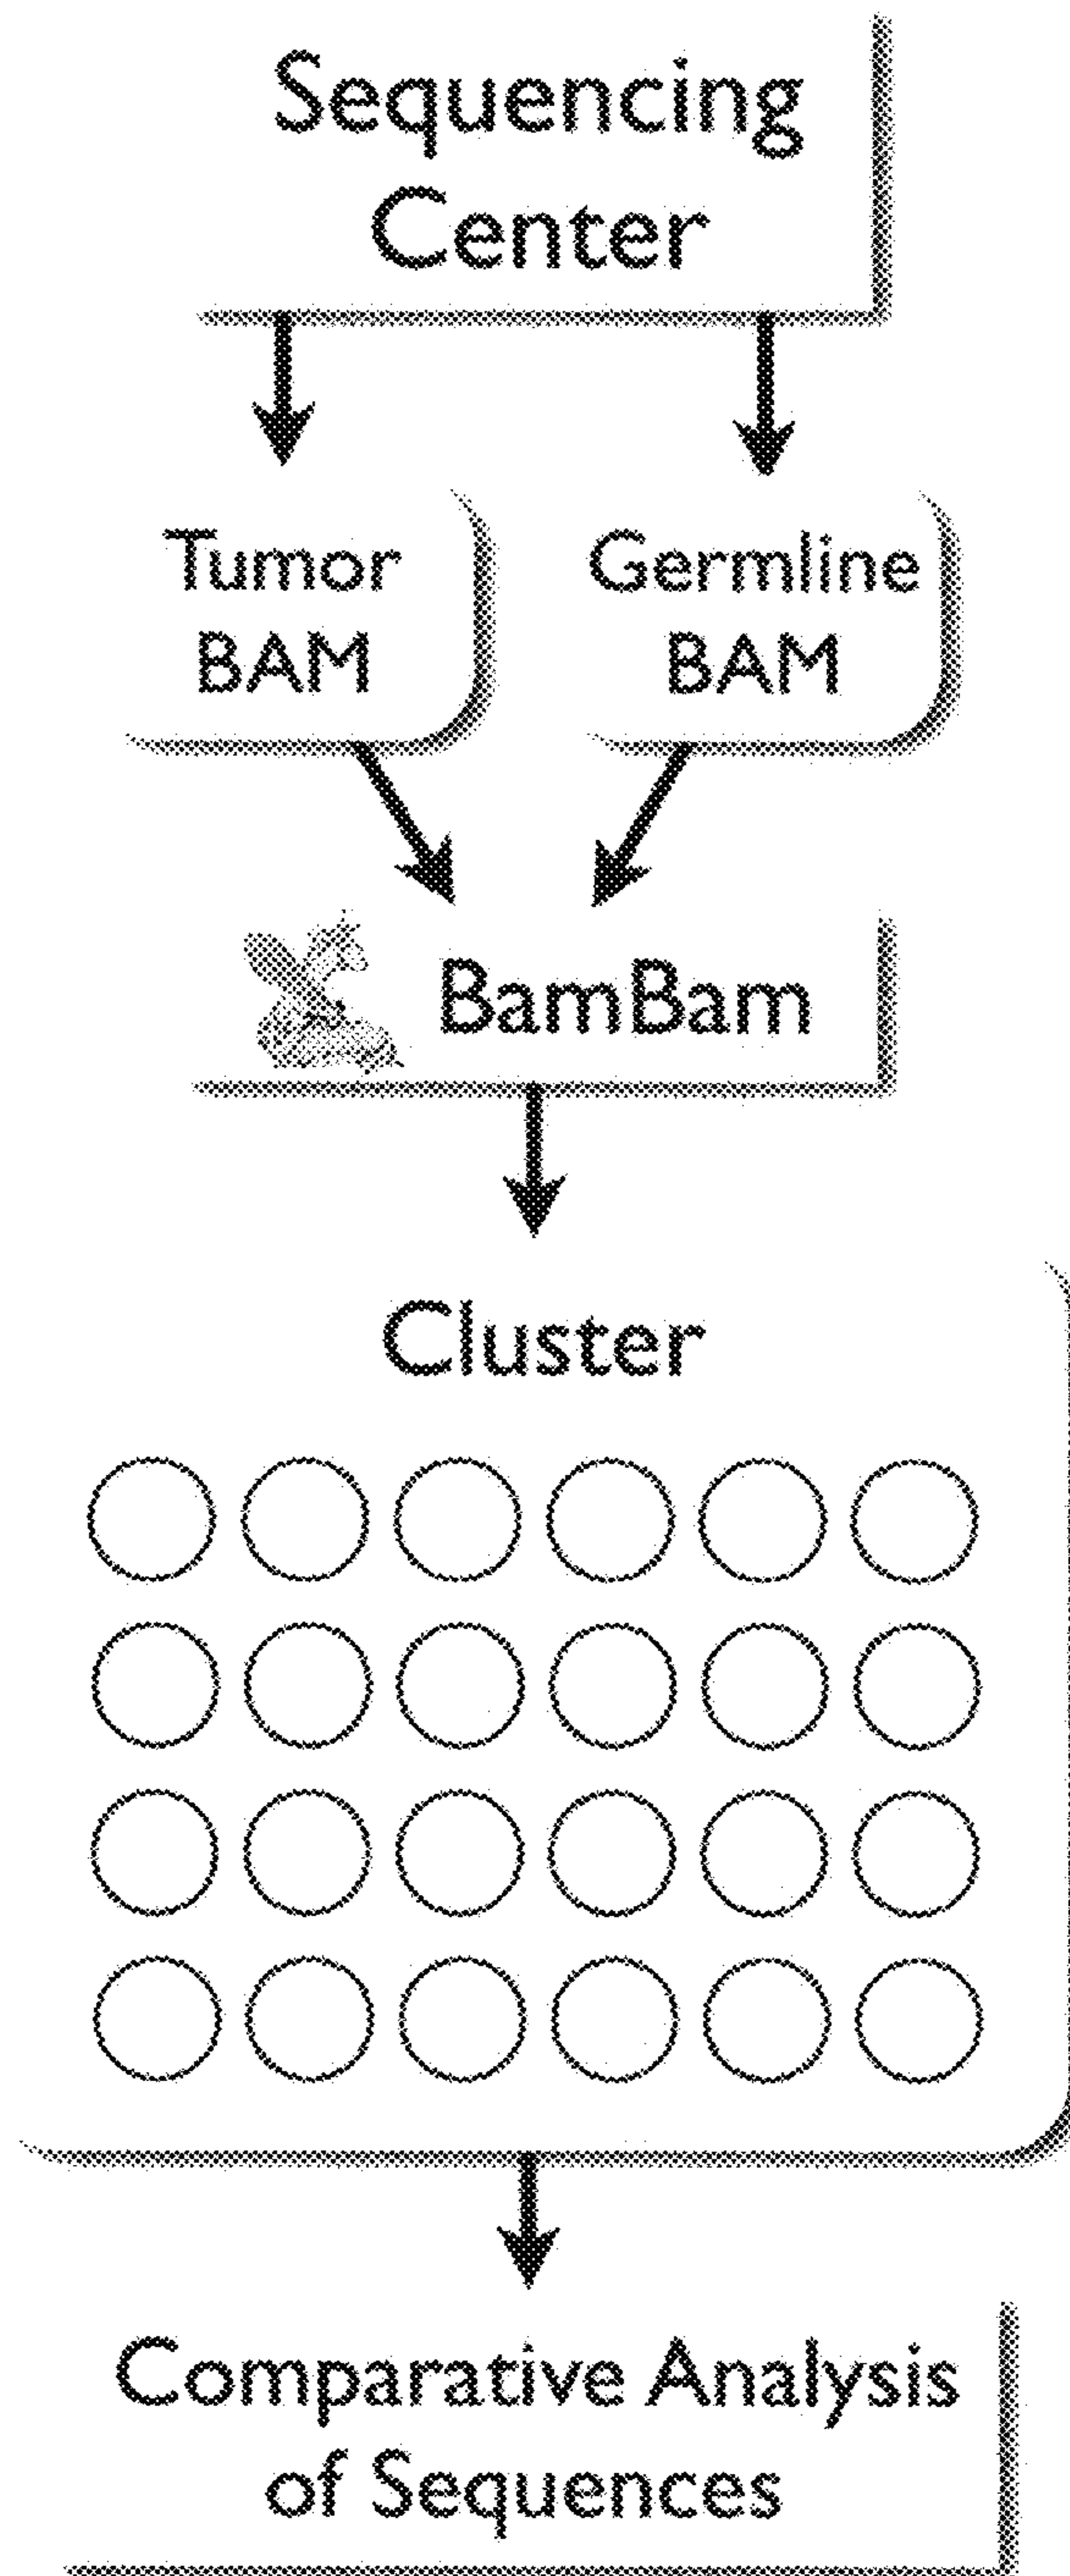 Sequencing
Center
Tumor
BAM
Germline
BAM
BamBam
Cluster
Comparative Analysis
of Sequences